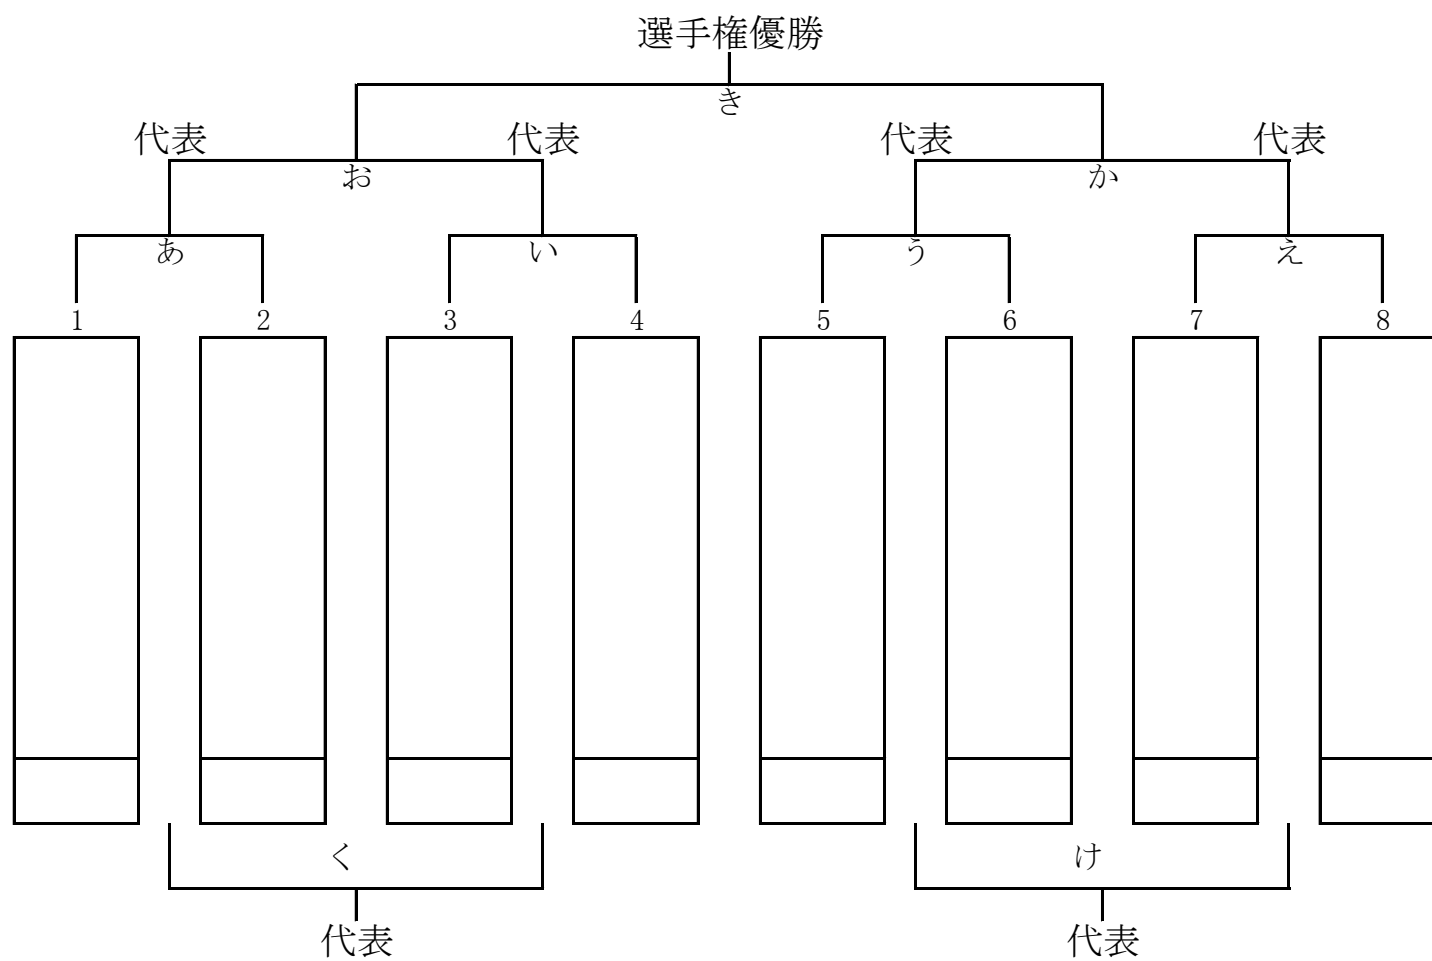 選手権優勝
き
代表 代表 代表 代表
お か
あ い う え
1 2 3 4 5 6 7 8
く け
代表 代表